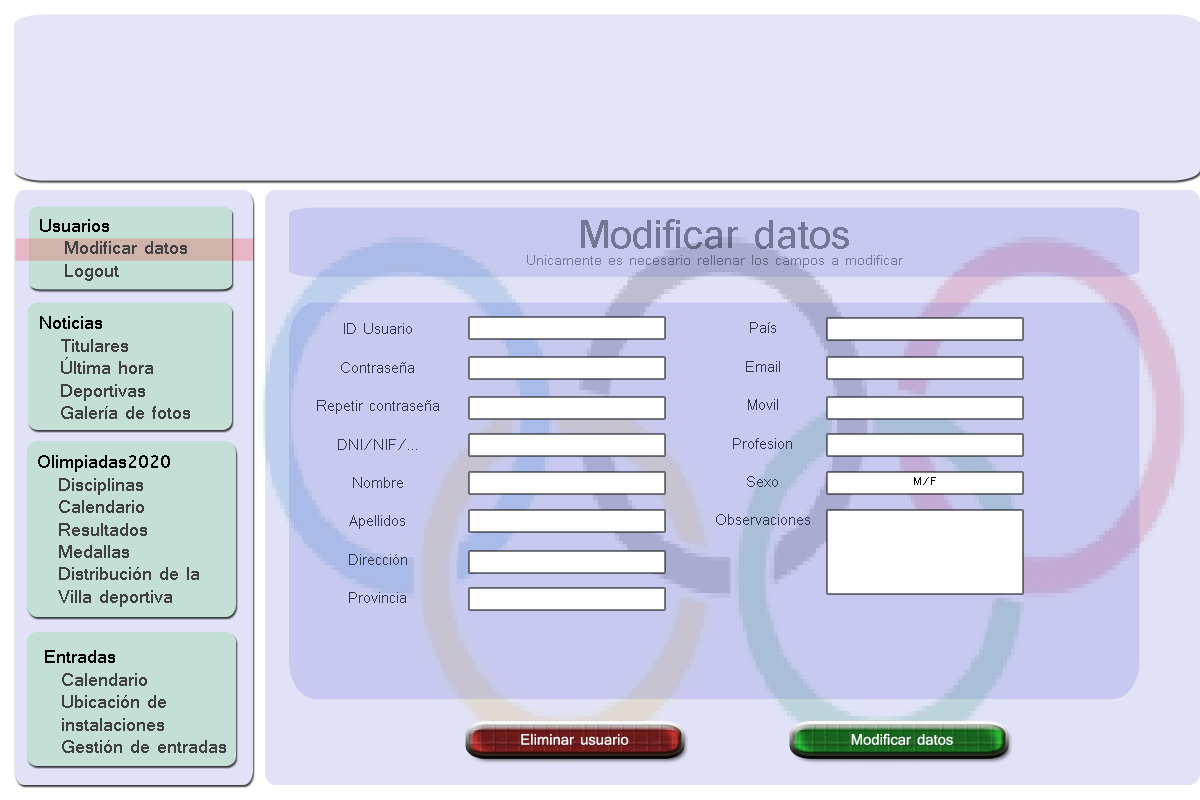 Usuarios
Modificar datos
Logout
Noticias
Titulares
Última hora
Deportivas
Galería de fotos
Olimpiadas2020
Disciplinas
Calendario
Resultados
Medallas
Distribución de la
Villa deportiva
Entradas
Calendario
Ubicación de
instalaciones
Gestión de entradas
Modificar datos
Unicamente es necesario rellenar los campos a modificar
ID Usuario
Contraseña
Repetir contraseña
DNI/NIF/...
Nombre
Apellidos
Dirección
Provincia
País
Email
Movil
Profesion
Sexo
M/F
Observaciones
Eliminar usuario
Modificar datos